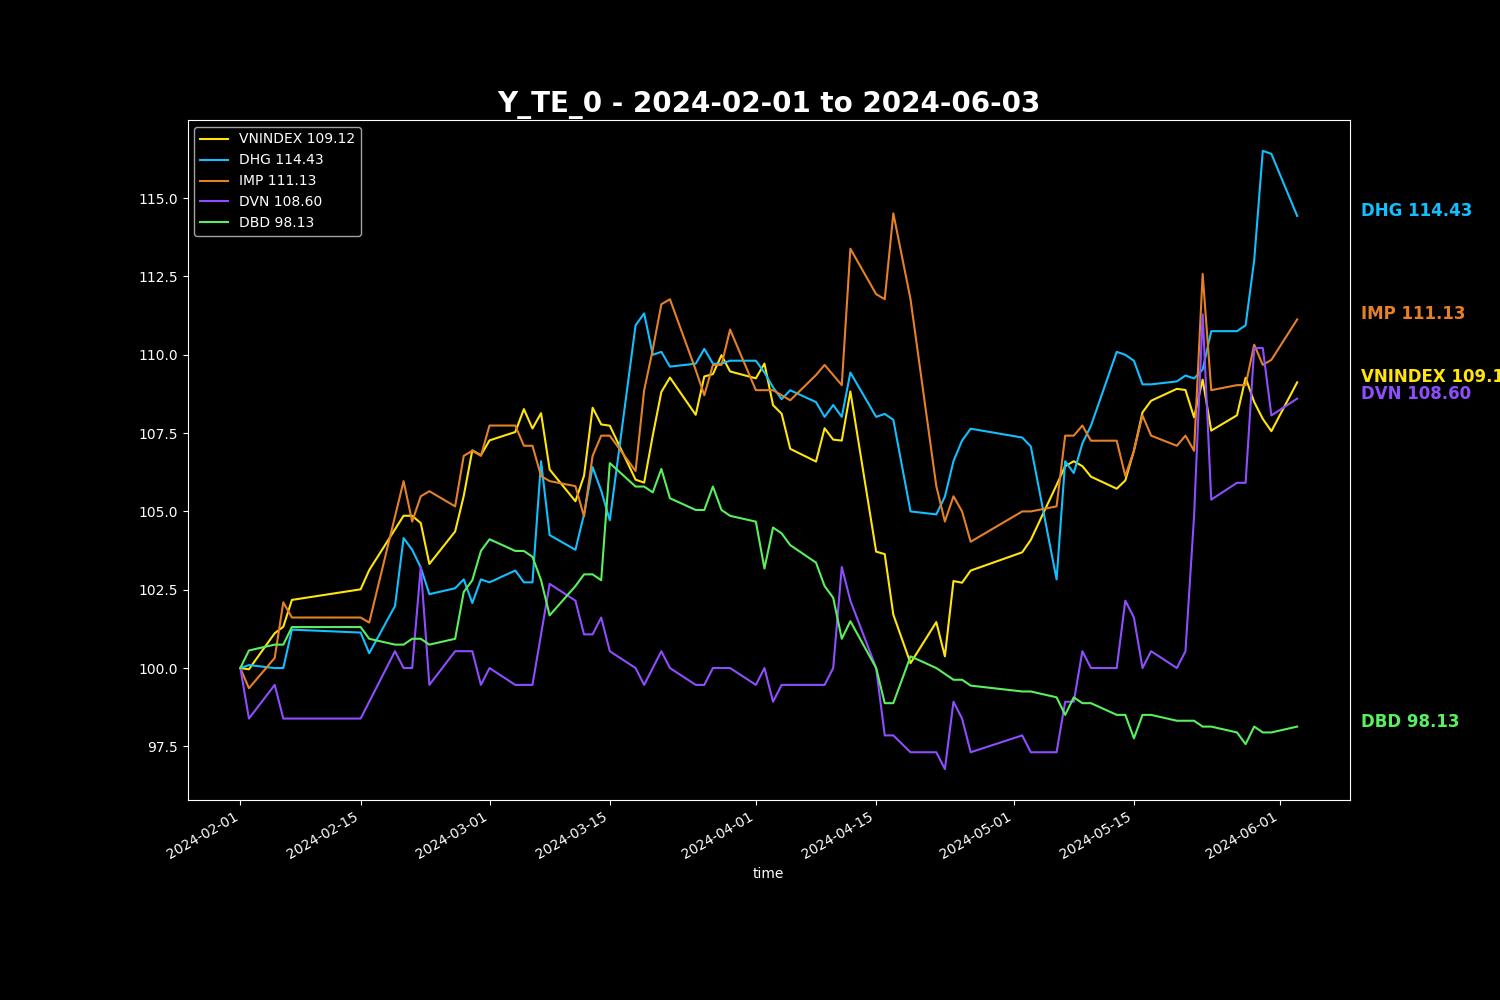 Y_TE_0 - 2024-02-01 to 2024-06-03
VNINDEX 109.12
DHG 114.43
IMP 111.13
DVN 108.60
DBD 98.13
115.0
112.5
110.0
107.5
105.0
102.5
100.0
97.5
DHG 114.43
IMP 111.13
VNINDEX 109.1
DVN 108.60
DBD 98.13
2024-02-01
2024-02-15
2024-03-01
2024-03-15
2024-04-01
2024-04-15
2024-05-01
2024-05-15
2024-06-01
time